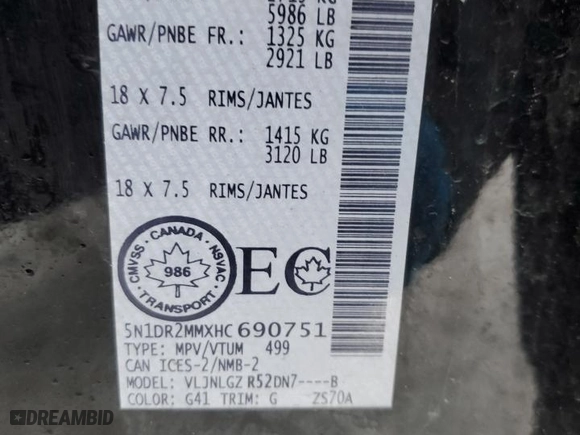 5986 LB
GAWR/PNBE FR.: 1325 KG
2921 LB
18 X 7.5 RIMS/JANTES
GAWR/PNBE RR.: 1415 KG
3120 LB
18 X 7.5 RIMS/JANTES
CMVSS · CANADA · NSVAC · TRANSPORT ·
986
EC
5N1DR2MMXHC690751
TYPE: MPV/VTUM 499
CAN ICES-2/NMB-2
MODEL: VLJNLGZ R52DN7----B
COLOR: G41 TRIM: G ZS70A
DREAMBID